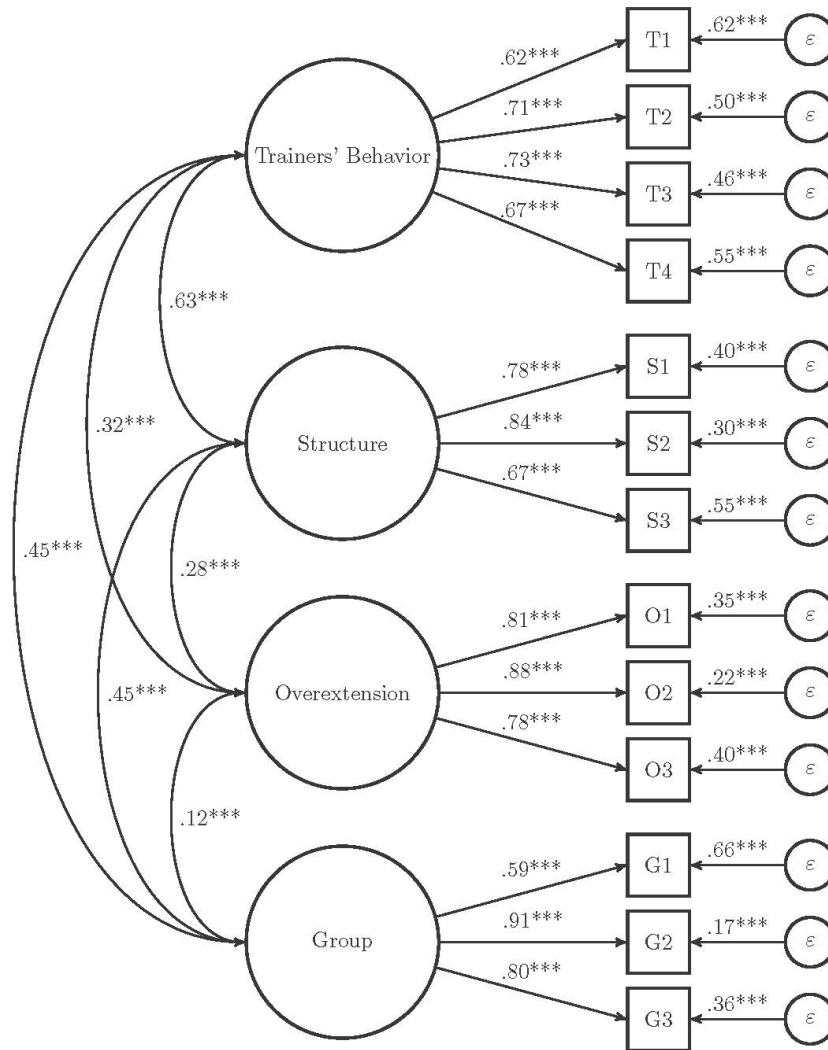 T1
.62***
ε
.62***
T2
.50***
ε
.71***
Trainers' Behavior
.73***
T3
.46***
ε
.67***
T4
.55***
ε
.63***
S1
.40***
ε
.78***
.32***
Structure
.84***
S2
.30***
ε
.67***
S3
.55***
ε
.45***
.28***
O1
.35***
ε
.81***
.45***
Overextension
.88***
O2
.22***
ε
.78***
O3
.40***
ε
.12***
G1
.66***
ε
.59***
Group
.91***
G2
.17***
ε
.80***
G3
.36***
ε